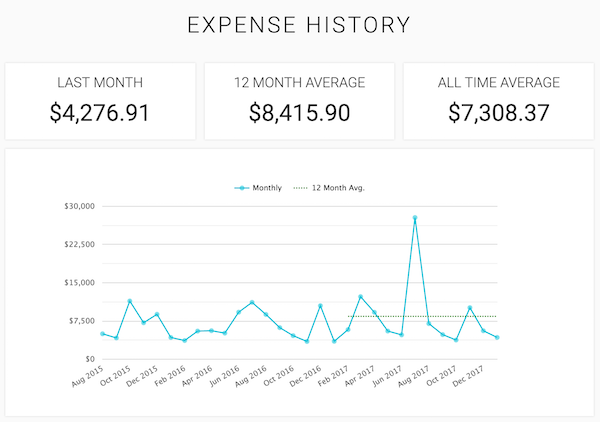 EXPENSE HISTORY
LAST MONTH
$4,276.91
12 MONTH AVERAGE
$8,415.90
ALL TIME AVERAGE
$7,308.37
Monthly 12 Month Avg.
$30,000
$22,500
$15,000
$7,500
$0
Aug 2015 Oct 2015 Dec 2015 Feb 2016 Apr 2016 Jun 2016 Aug 2016 Oct 2016 Dec 2016 Feb 2017 Apr 2017 Jun 2017 Aug 2017 Oct 2017 Dec 2017